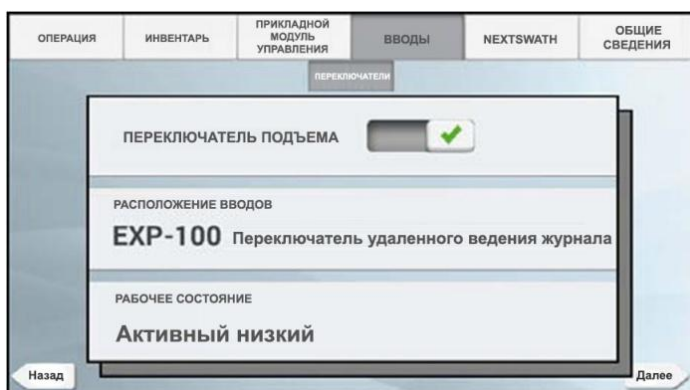 ОПЕРАЦИЯ
ИНВЕНТАРЬ
ПРИКЛАДНОЙ
МОДУЛЬ
УПРАВЛЕНИЯ
ВВОДЫ
NEXTSWATH
ОБЩИЕ
СВЕДЕНИЯ
ПЕРЕКЛЮЧАТЕЛИ
ПЕРЕКЛЮЧАТЕЛЬ ПОДЪЕМА
РАСПОЛОЖЕНИЕ ВВОДОВ
EXP-100 Переключатель удаленного ведения журнала
РАБОЧЕЕ СОСТОЯНИЕ
Активный низкий
Назад
Далее